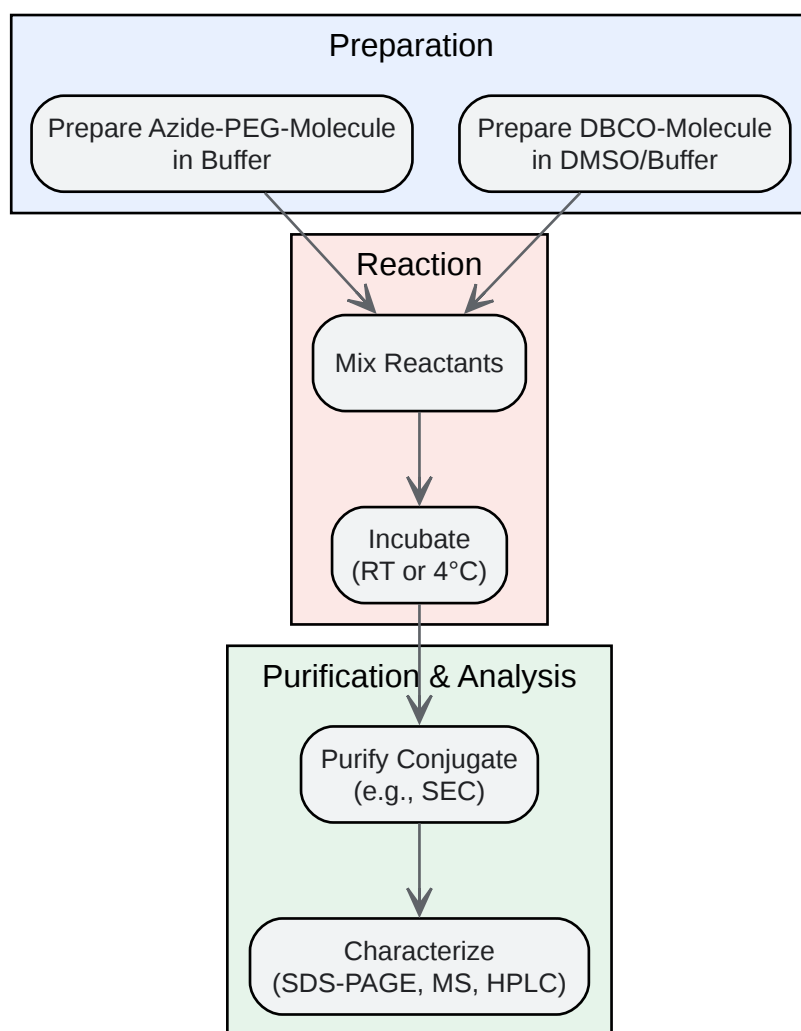 Preparation
Prepare Azide-PEG-Molecule
in Buffer
Prepare DBCO-Molecule
in DMSO/Buffer
Reaction
Mix Reactants
Incubate
(RT or 4°C)
Purification & Analysis
Purify Conjugate
(e.g., SEC)
Characterize
(SDS-PAGE, MS, HPLC)